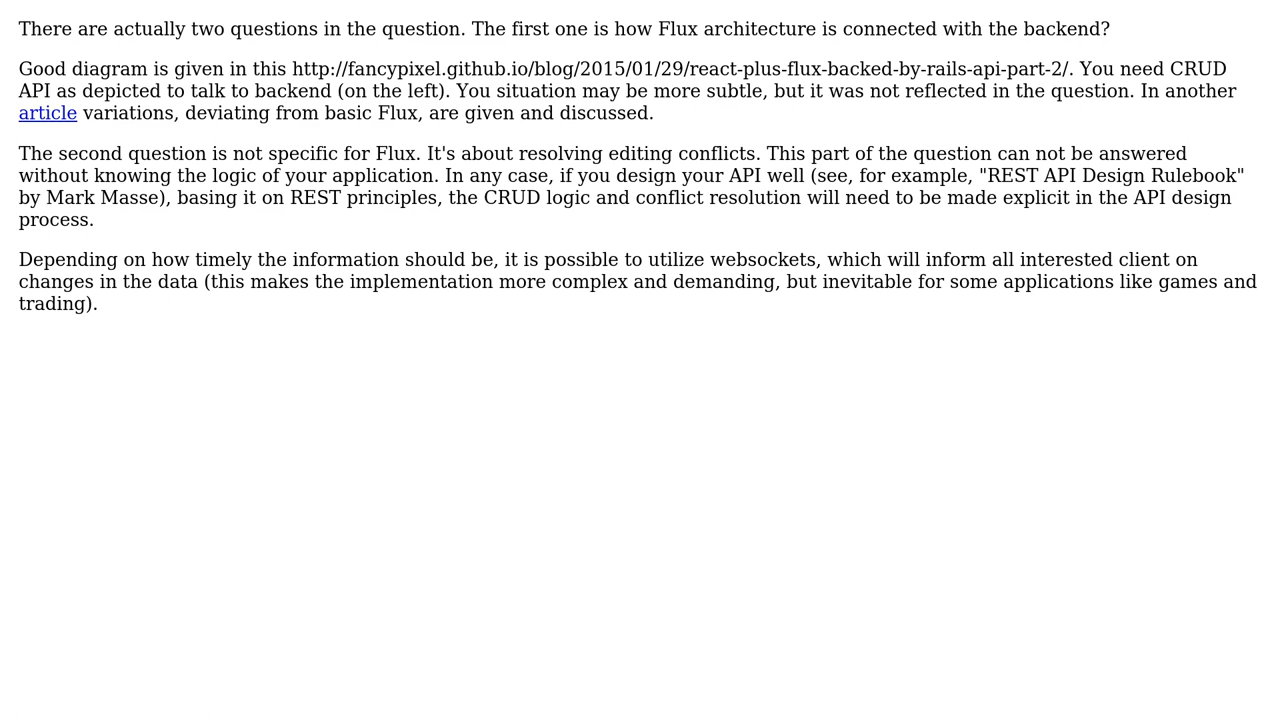 There are actually two questions in the question. The first one is how Flux architecture is connected with the backend?
Good diagram is given in this http://fancypixel.github.io/blog/2015/01/29/react-plus-flux-backed-by-rails-api-part-2/. You need CRUD
API as depicted to talk to backend (on the left). You situation may be more subtle, but it was not reflected in the question. In another
article variations, deviating from basic Flux, are given and discussed.
The second question is not specific for Flux. It's about resolving editing conflicts. This part of the question can not be answered
without knowing the logic of your application. In any case, if you design your API well (see, for example, "REST API Design Rulebook"
by Mark Masse), basing it on REST principles, the CRUD logic and conflict resolution will need to be made explicit in the API design
process.
Depending on how timely the information should be, it is possible to utilize websockets, which will inform all interested client on
changes in the data (this makes the implementation more complex and demanding, but inevitable for some applications like games and
trading).